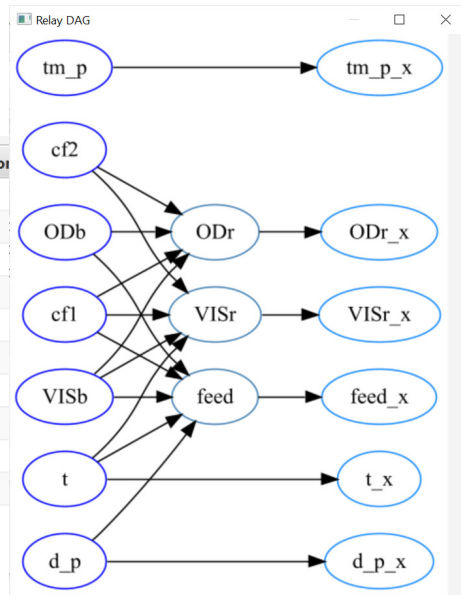 Relay DAG
tm_p tm_p_x
cf2
ODb ODr ODr_x
cf1 VISr VISr_x
VISb feed feed_x
t t_x
d_p d_p_x